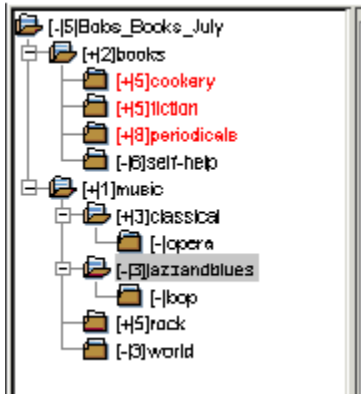 [-|5]Babs_Books_July
[+|2]books
[+|5]cookery
[+|5]fiction
[+|8]periodicals
[-|6]self-help
[+|1]music
[+|3]classical
[-]opera
[-|3]jazzandblues
[-]bop
[+|5]rock
[-|3]world